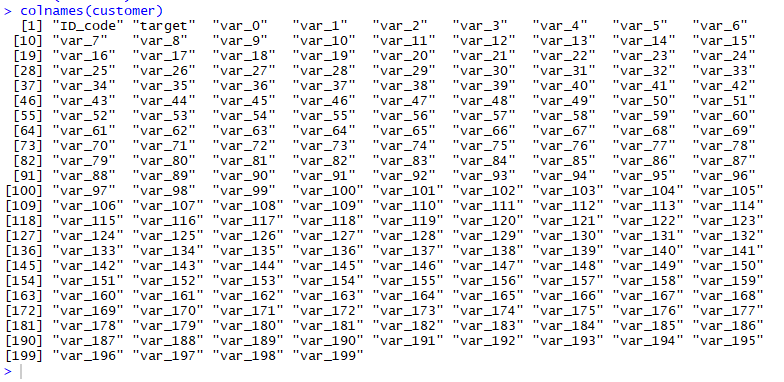 > colnames(customer)
[1] "ID_code" "target" "var_0" "var_1" "var_2" "var_3" "var_4" "var_5" "var_6"
[10] "var_7" "var_8" "var_9" "var_10" "var_11" "var_12" "var_13" "var_14" "var_15"
[19] "var_16" "var_17" "var_18" "var_19" "var_20" "var_21" "var_22" "var_23" "var_24"
[28] "var_25" "var_26" "var_27" "var_28" "var_29" "var_30" "var_31" "var_32" "var_33"
[37] "var_34" "var_35" "var_36" "var_37" "var_38" "var_39" "var_40" "var_41" "var_42"
[46] "var_43" "var_44" "var_45" "var_46" "var_47" "var_48" "var_49" "var_50" "var_51"
[55] "var_52" "var_53" "var_54" "var_55" "var_56" "var_57" "var_58" "var_59" "var_60"
[64] "var_61" "var_62" "var_63" "var_64" "var_65" "var_66" "var_67" "var_68" "var_69"
[73] "var_70" "var_71" "var_72" "var_73" "var_74" "var_75" "var_76" "var_77" "var_78"
[82] "var_79" "var_80" "var_81" "var_82" "var_83" "var_84" "var_85" "var_86" "var_87"
[91] "var_88" "var_89" "var_90" "var_91" "var_92" "var_93" "var_94" "var_95" "var_96"
[100] "var_97" "var_98" "var_99" "var_100" "var_101" "var_102" "var_103" "var_104" "var_105"
[109] "var_106" "var_107" "var_108" "var_109" "var_110" "var_111" "var_112" "var_113" "var_114"
[118] "var_115" "var_116" "var_117" "var_118" "var_119" "var_120" "var_121" "var_122" "var_123"
[127] "var_124" "var_125" "var_126" "var_127" "var_128" "var_129" "var_130" "var_131" "var_132"
[136] "var_133" "var_134" "var_135" "var_136" "var_137" "var_138" "var_139" "var_140" "var_141"
[145] "var_142" "var_143" "var_144" "var_145" "var_146" "var_147" "var_148" "var_149" "var_150"
[154] "var_151" "var_152" "var_153" "var_154" "var_155" "var_156" "var_157" "var_158" "var_159"
[163] "var_160" "var_161" "var_162" "var_163" "var_164" "var_165" "var_166" "var_167" "var_168"
[172] "var_169" "var_170" "var_171" "var_172" "var_173" "var_174" "var_175" "var_176" "var_177"
[181] "var_178" "var_179" "var_180" "var_181" "var_182" "var_183" "var_184" "var_185" "var_186"
[190] "var_187" "var_188" "var_189" "var_190" "var_191" "var_192" "var_193" "var_194" "var_195"
[199] "var_196" "var_197" "var_198" "var_199"
>